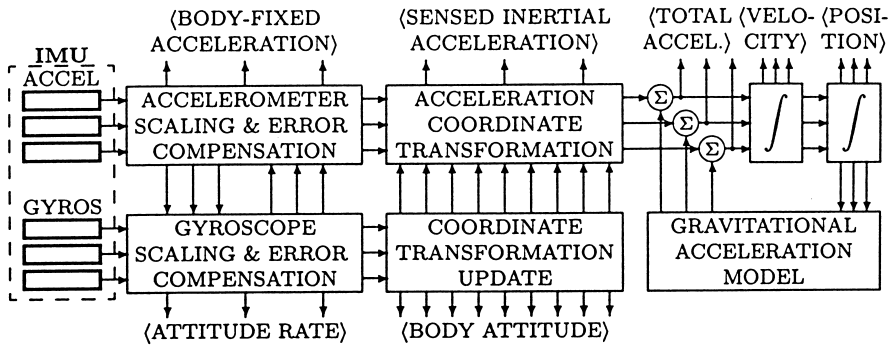 ⟨BODY-FIXED
ACCELERATION⟩
⟨SENSED INERTIAL
ACCELERATION⟩
⟨TOTAL
ACCEL.⟩
⟨VELO-
CITY⟩
⟨POSI-
TION⟩
IMU
ACCEL
ACCELEROMETER
SCALING & ERROR
COMPENSATION
ACCELERATION
COORDINATE
TRANSFORMATION
Σ
Σ
Σ
∫
∫
GYROS
GYROSCOPE
SCALING & ERROR
COMPENSATION
COORDINATE
TRANSFORMATION
UPDATE
GRAVITATIONAL
ACCELERATION
MODEL
⟨ATTITUDE RATE⟩
⟨BODY ATTITUDE⟩